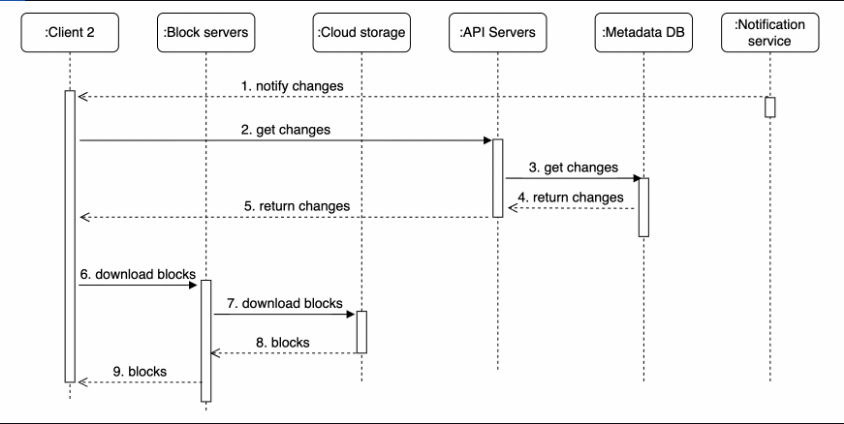 :Client 2
:Block servers
:Cloud storage
:API Servers
:Metadata DB
:Notification
service
1. notify changes
2. get changes
3. get changes
4. return changes
5. return changes
6. download blocks
7. download blocks
8. blocks
9. blocks